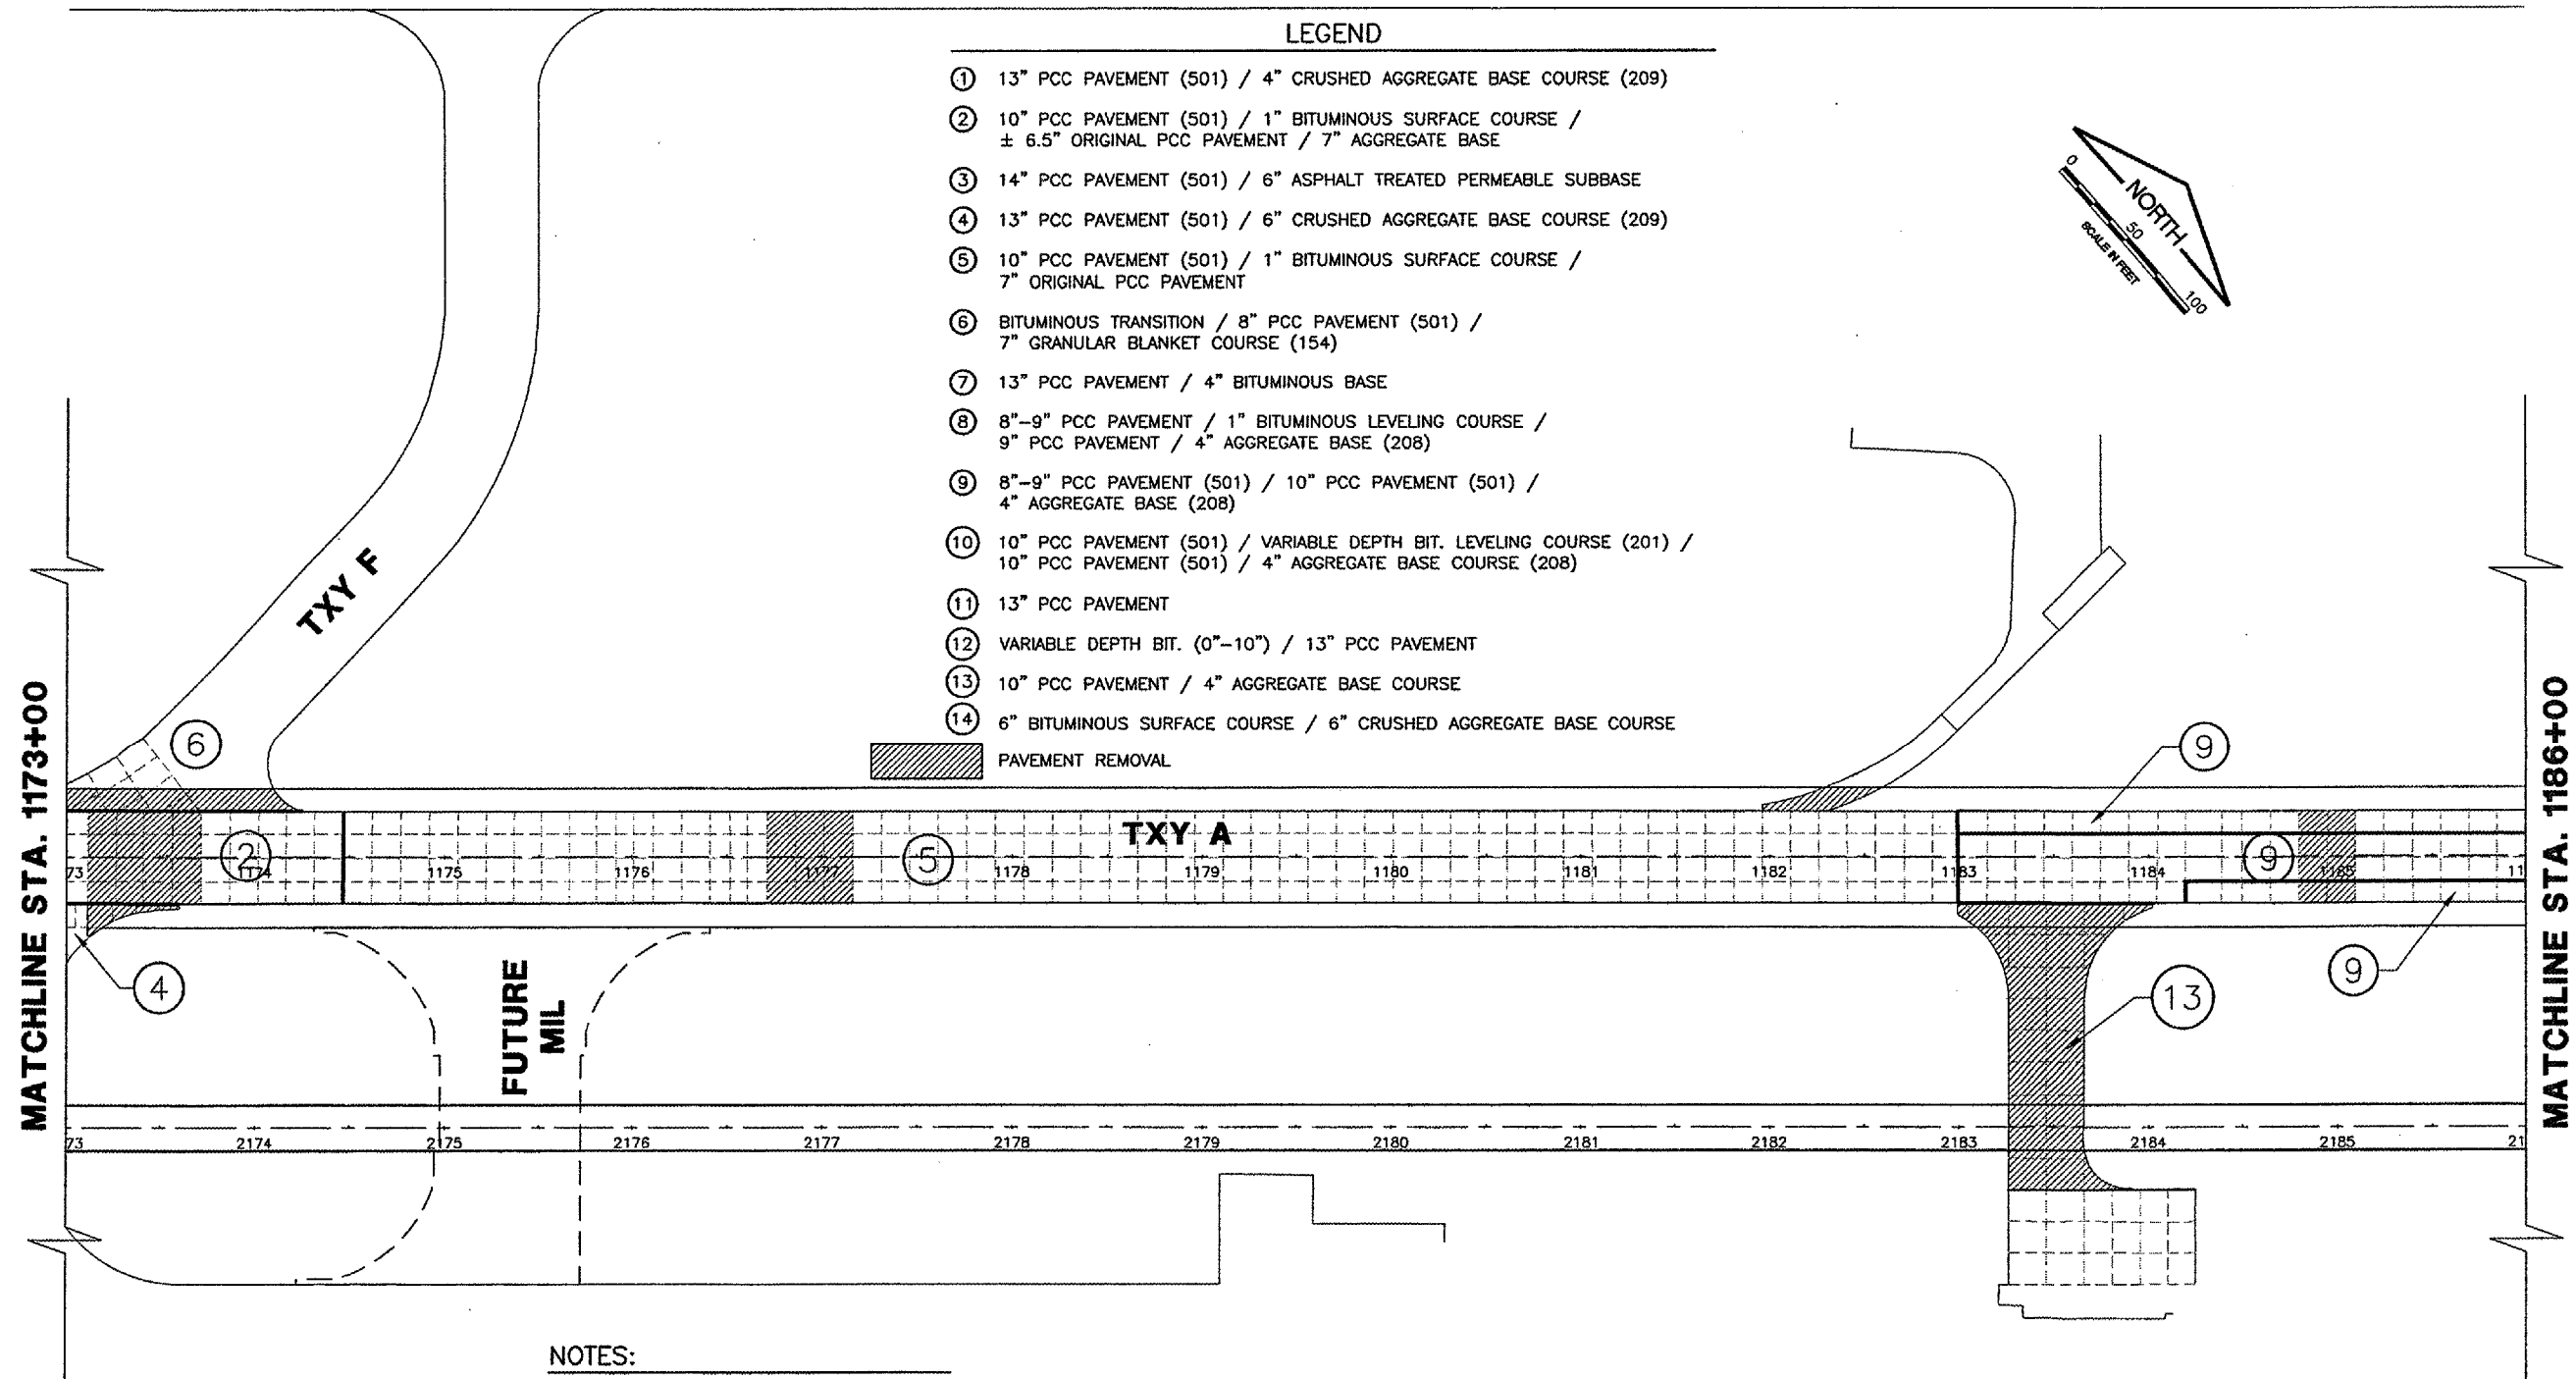 LEGEND
1 13" PCC PAVEMENT (501) / 4" CRUSHED AGGREGATE BASE COURSE (209)
2 10" PCC PAVEMENT (501) / 1" BITUMINOUS SURFACE COURSE /
± 6.5" ORIGINAL PCC PAVEMENT / 7" AGGREGATE BASE
3 14" PCC PAVEMENT (501) / 6" ASPHALT TREATED PERMEABLE SUBBASE
4 13" PCC PAVEMENT (501) / 6" CRUSHED AGGREGATE BASE COURSE (209)
5 10" PCC PAVEMENT (501) / 1" BITUMINOUS SURFACE COURSE /
7" ORIGINAL PCC PAVEMENT
6 BITUMINOUS TRANSITION / 8" PCC PAVEMENT (501) /
7" GRANULAR BLANKET COURSE (154)
7 13" PCC PAVEMENT / 4" BITUMINOUS BASE
8 8"-9" PCC PAVEMENT / 1" BITUMINOUS LEVELING COURSE /
9" PCC PAVEMENT / 4" AGGREGATE BASE (208)
9 8"-9" PCC PAVEMENT (501) / 10" PCC PAVEMENT (501) /
4" AGGREGATE BASE (208)
10 10" PCC PAVEMENT (501) / VARIABLE DEPTH BIT. LEVELING COURSE (201) /
10" PCC PAVEMENT (501) / 4" AGGREGATE BASE COURSE (208)
11 13" PCC PAVEMENT
12 VARIABLE DEPTH BIT. (0"-10") / 13" PCC PAVEMENT
13 10" PCC PAVEMENT / 4" AGGREGATE BASE COURSE
14 6" BITUMINOUS SURFACE COURSE / 6" CRUSHED AGGREGATE BASE COURSE
PAVEMENT REMOVAL
NORTH
0 50 100
SCALE IN FEET
TXY F
MATCHLINE STA. 1173+00
MATCHLINE STA. 1186+00
6
9
TXY A
2
5
9
73 1174 1175 1176 1177 1178 1179 1180 1181 1182 1183 1184 1185 11
4
FUTURE
MIL
13
9
73 2174 2175 2176 2177 2178 2179 2180 2181 2182 2183 2184 2185 21
NOTES: